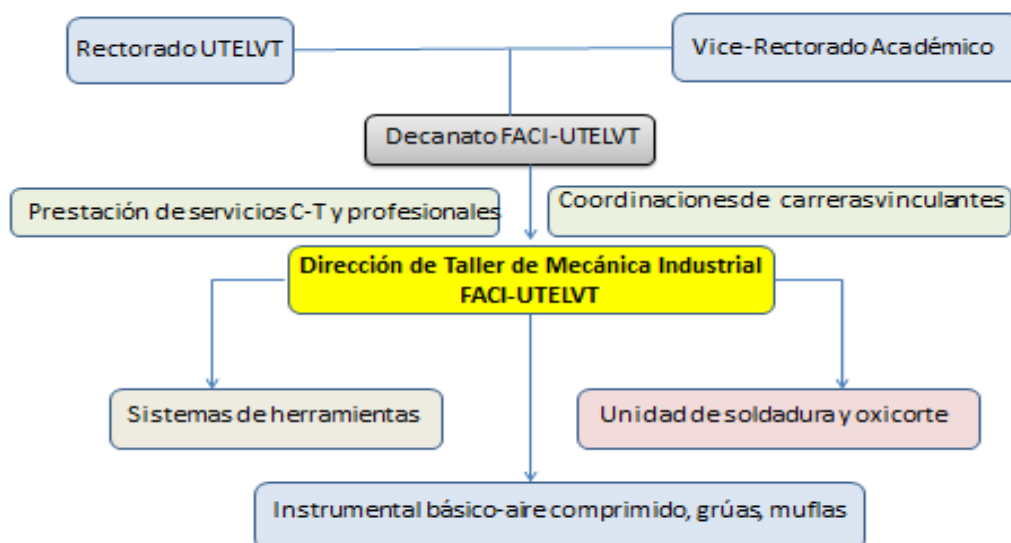 Rectorado UTELVT
Vice-Rectorado Académico
Decanato FACI-UTELVT
Prestación de servicios C-T y profesionales
Coordinaciones de carreras vinculantes
Dirección de Taller de Mecánica Industrial
FACI-UTELVT
Sistemas de herramientas
Unidad de soldadura y oxicorte
Instrumental básico-aire comprimido, grúas, muflas